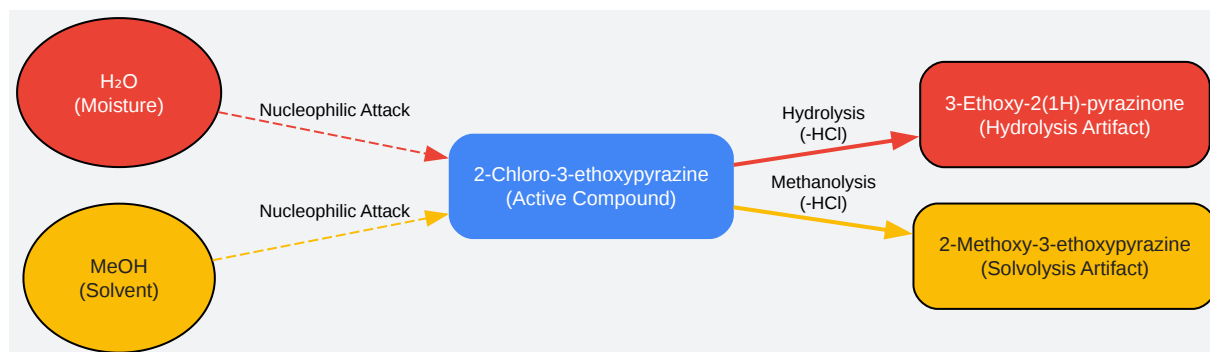 H₂O
(Moisture)
Nucleophilic Attack
MeOH
(Solvent)
Nucleophilic Attack
2-Chloro-3-ethoxypyrazine
(Active Compound)
Hydrolysis
(-HCl)
Methanolysis
(-HCl)
3-Ethoxy-2(1H)-pyrazinone
(Hydrolysis Artifact)
2-Methoxy-3-ethoxypyrazine
(Solvolysis Artifact)